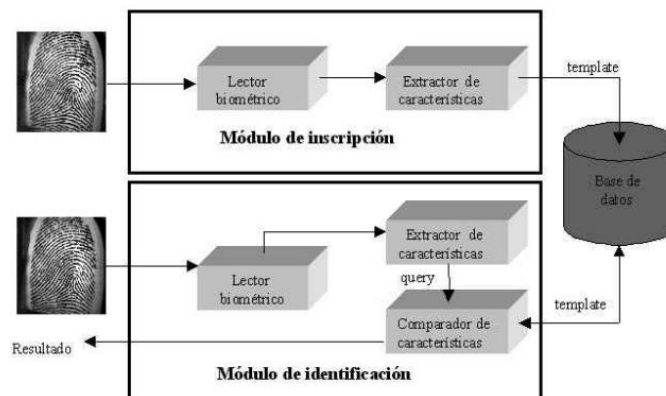 Lector
biométrico
Extractor de
características
template
Módulo de inscripción
Base de
datos
Lector
biométrico
Extractor de
características
query
Comparador de
características
template
Resultado
Módulo de identificación